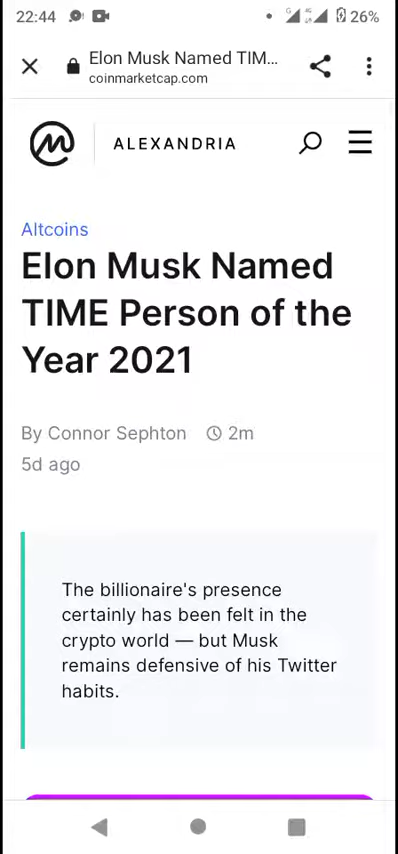 22:44 26%
Elon Musk Named TIM...
coinmarketcap.com
ALEXANDRIA
Altcoins
Elon Musk Named
TIME Person of the
Year 2021
By Connor Sephton 2m
5d ago
The billionaire's presence
certainly has been felt in the
crypto world — but Musk
remains defensive of his Twitter
habits.